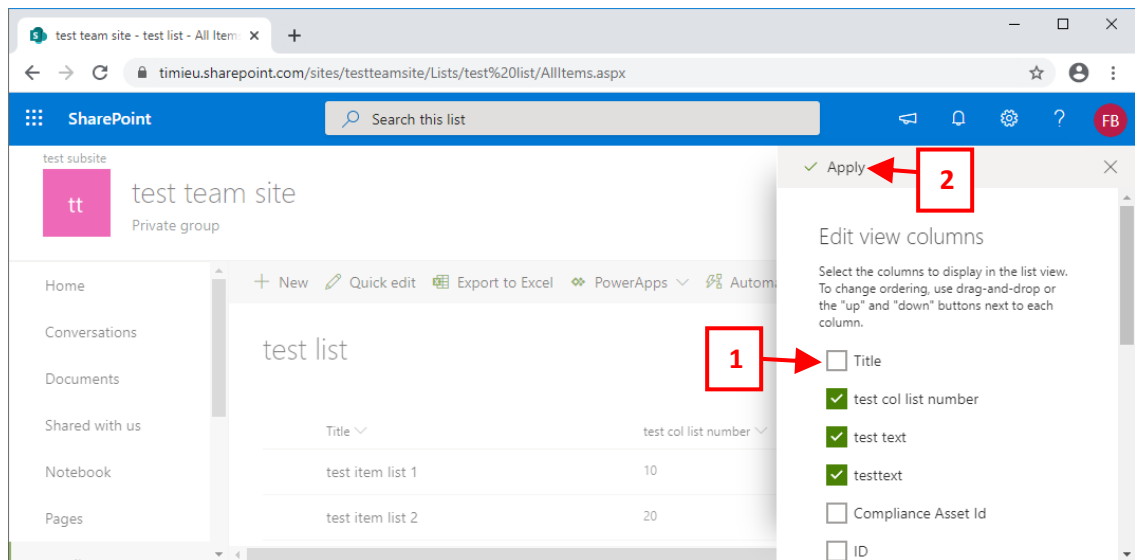 test team site - test list - All Item
timieu.sharepoint.com/sites/testteamsite/Lists/test%20list/AllItems.aspx
SharePoint
Search this list
?
FB
test subsite
tt
test team site
Private group
Apply
2
Edit view columns
Select the columns to display in the list view.
To change ordering, use drag-and-drop or
the "up" and "down" buttons next to each
column.
Home
Conversations
Documents
Shared with us
Notebook
Pages
New
Quick edit
Export to Excel
PowerApps
Automa
test list
1
Title
test col list number
test item list 1
10
test item list 2
20
Title
test col list number
test text
testtext
Compliance Asset Id
ID